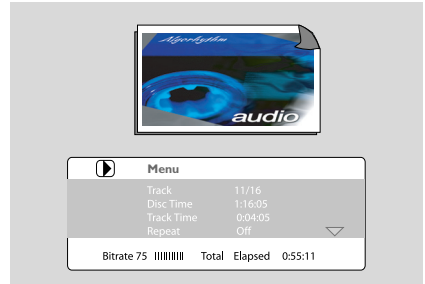 Algorhythm
audio
Menu
Track 11/16
Disc Time 1:16:05
Track Time 0:04:05
Repeat Off
Bitrate 75 Total Elapsed 0:55:11